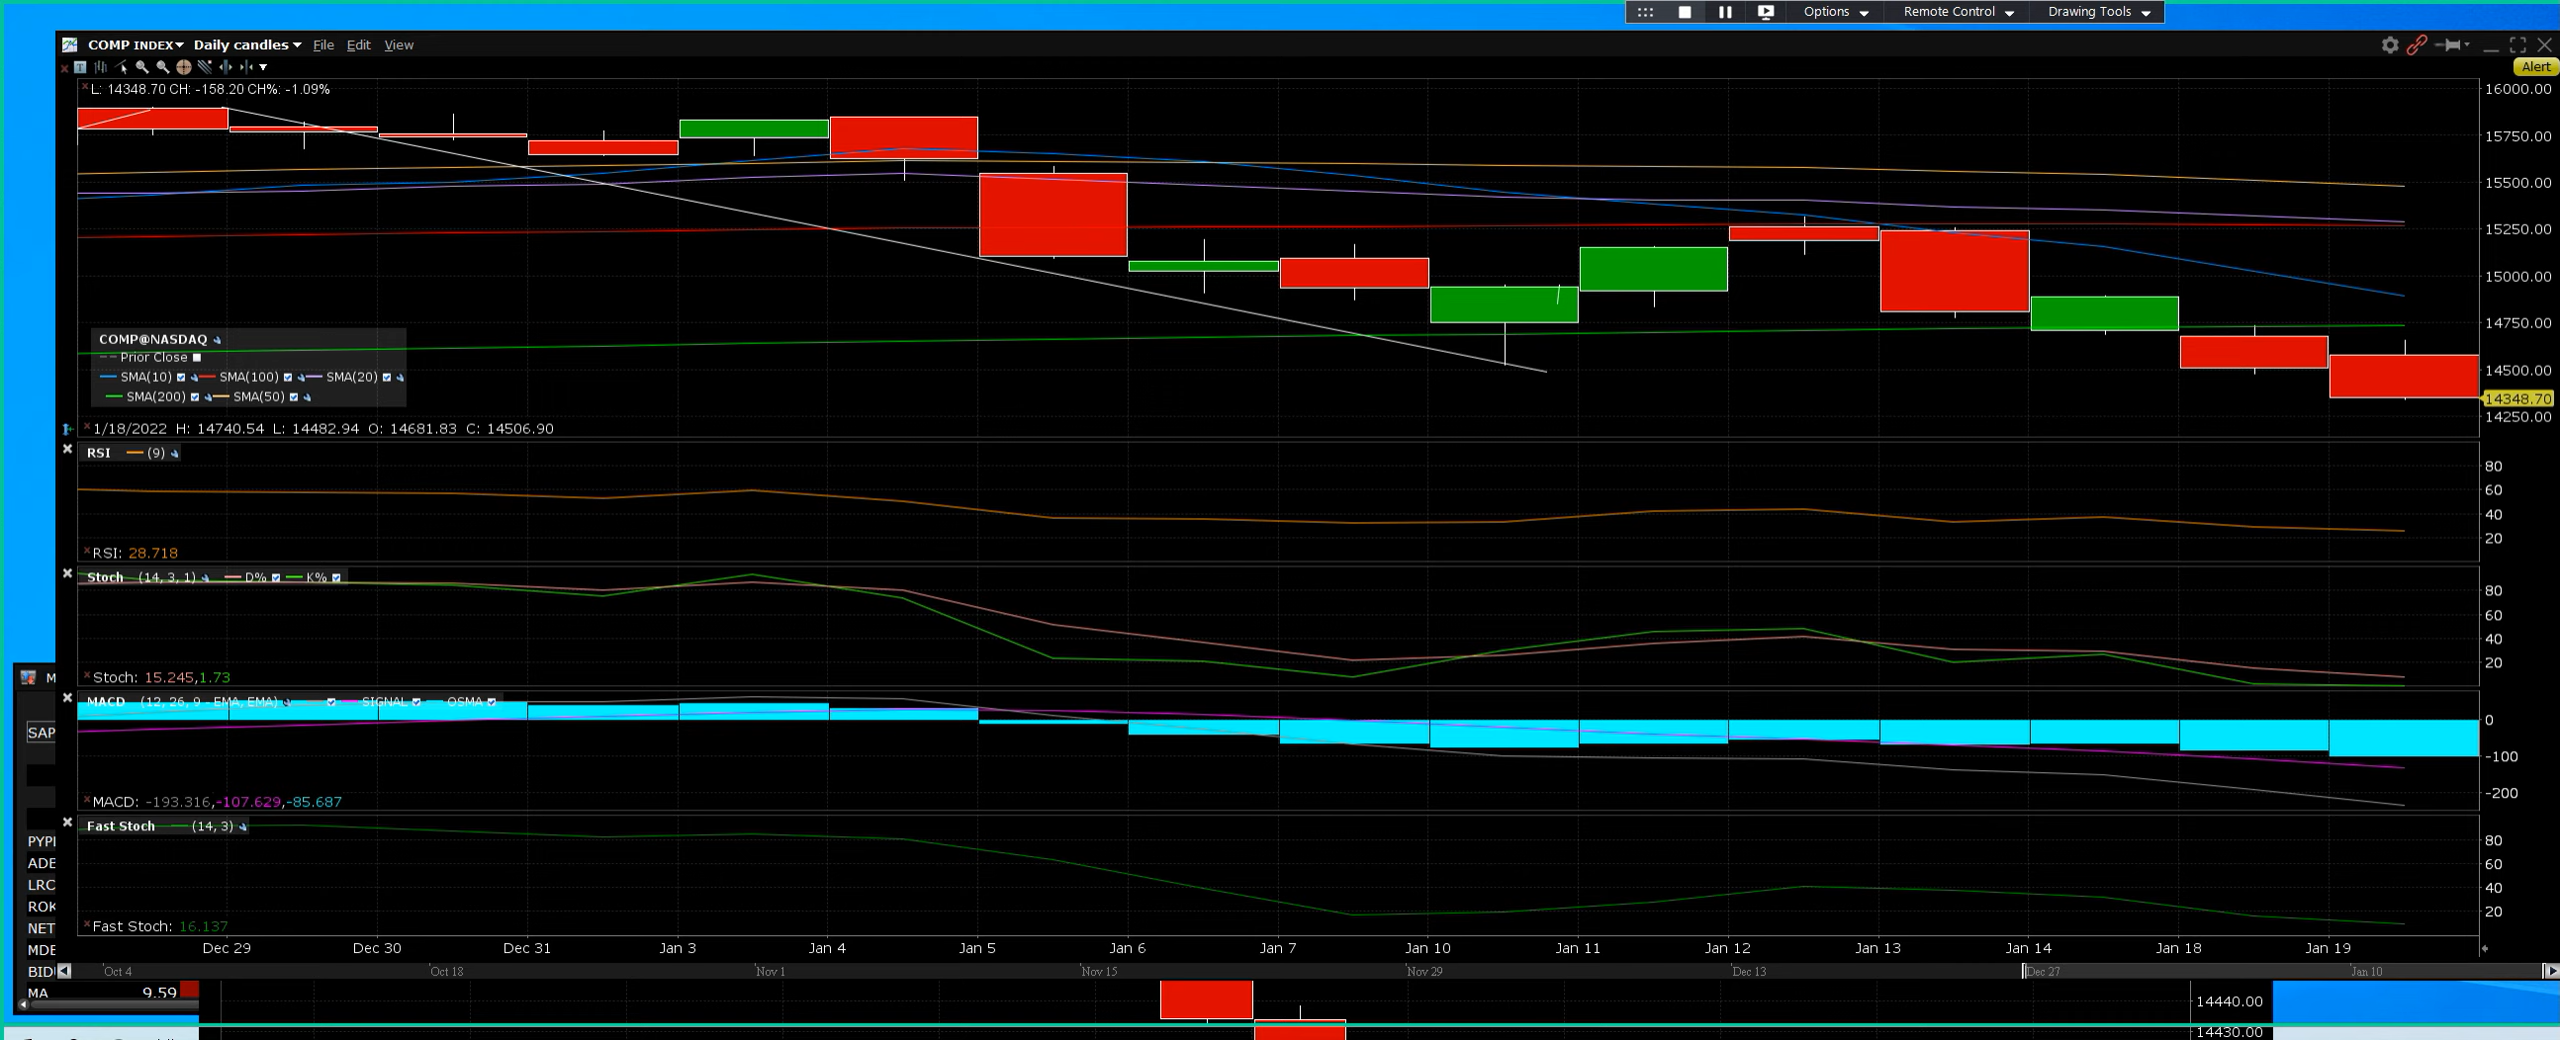 Options Remote Control Drawing Tools
COMP INDEX Daily candles File Edit View
Alert
L: 14348.70 CH: -158.20 CH%: -1.09%
16000.00
15750.00
15500.00
15250.00
15000.00
14750.00
14500.00
14348.70
14250.00
COMP@NASDAQ
Prior Close
SMA(10) SMA(100) SMA(20)
SMA(200) SMA(50)
1/18/2022 H: 14740.54 L: 14482.94 O: 14681.83 C: 14506.90
RSI (9)
80
60
40
20
RSI: 28.718
Stoch (14, 3, 1) D% K%
80
60
40
20
Stoch: 15.245,1.73
MACD (12, 26, 9 - EMA, EMA) SIGNAL OSMA
0
-100
-200
MACD: -193.316,-107.629,-85.687
Fast Stoch (14, 3)
80
60
40
20
Fast Stoch: 16.137
Dec 29 Dec 30 Dec 31 Jan 3 Jan 4 Jan 5 Jan 6 Jan 7 Jan 10 Jan 11 Jan 12 Jan 13 Jan 14 Jan 18 Jan 19
Oct 4 Oct 18 Nov 1 Nov 15 Nov 29 Dec 13 Dec 27 Jan 10
M
SAP
PYPI
ADE
LRC
ROK
NET
MDE
BID
MA 9.59
14440.00
14430.00